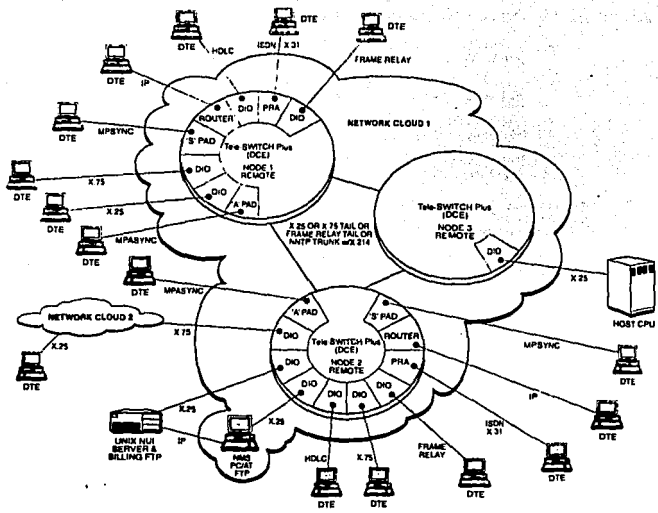 DTE
DTE
DTE
DTE
HDLC
ISDN
X 31
FRAME RELAY
DTE
IP
DIO
PRA
ROUTER
DIO
NETWORK CLOUD 1
DTE
MPSYNC
'S' PAD
Tele-SWITCH Plus
(DCE)
NODE 1
REMOTE
DTE
X.75
DIO
DTE
X.25
DIO
'A' PAD
Tele-SWITCH Plus
(DCE)
NODE 3
REMOTE
DIO
X 25 OR X 75 TAIL OR
FRAME RELAY TAIL OR
NNTP TRUNK w/X 214
DTE
MPASYNC
X 25
HOST CPU
DTE
MPASYNC
NETWORK CLOUD 2
X.75
'A' PAD
'S' PAD
DIO
Tele SWITCH Plus
(DCE)
NODE 2
REMOTE
ROUTER
MPSYNC
DTE
X.25
DTE
DIO
PRA
DIO
DIO
DIO
DIO
IP
DTE
X.25
X.25
UNIX NUI
SERVER &
BILLING FTP
IP
NMS
PC/AT
FTP
HDLC
DTE
X.75
DTE
FRAME
RELAY
DTE
ISDN
X 31
DTE